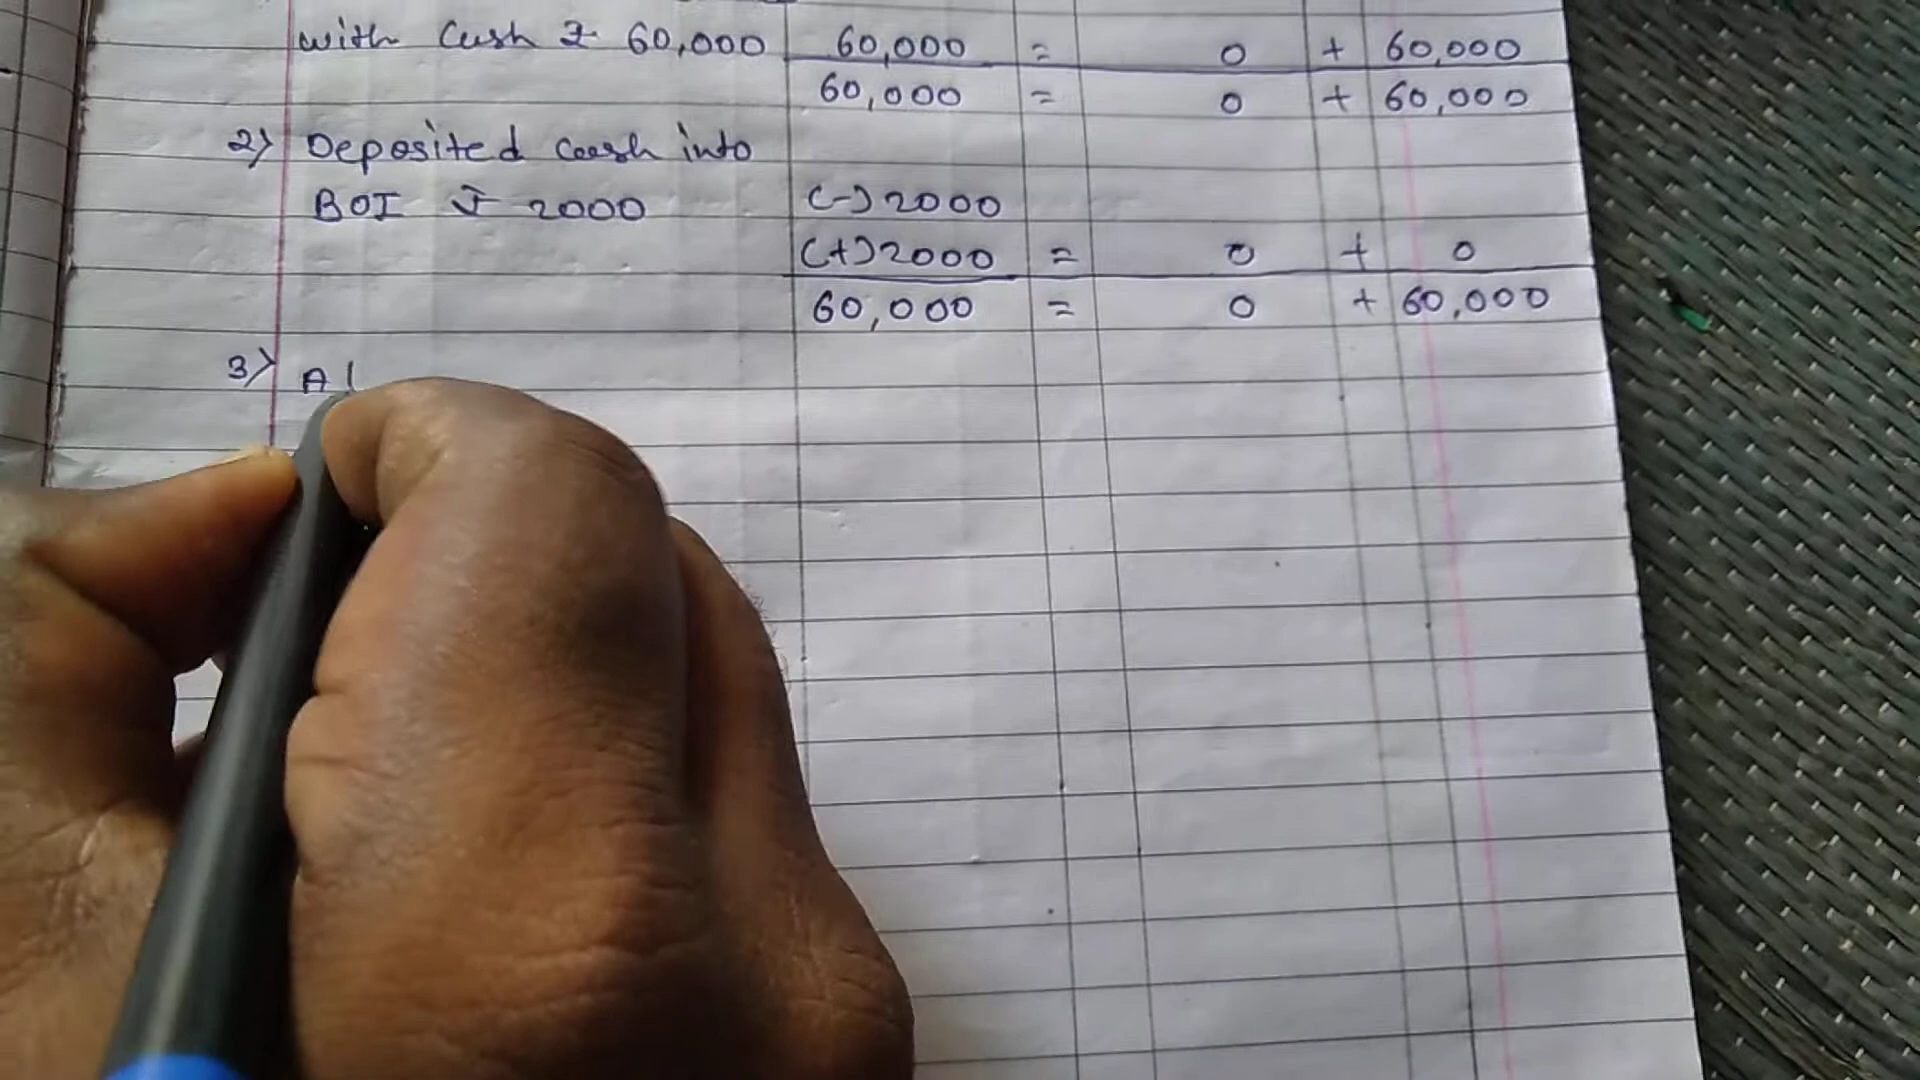 with Cash ₹ 60,000 60,000 = 0 + 60,000
60,000 = 0 + 60,000
2) Deposited cash into
BOI ₹ 2000 (-) 2000
(+) 2000 = 0 + 0
60,000 = 0 + 60,000
3) A